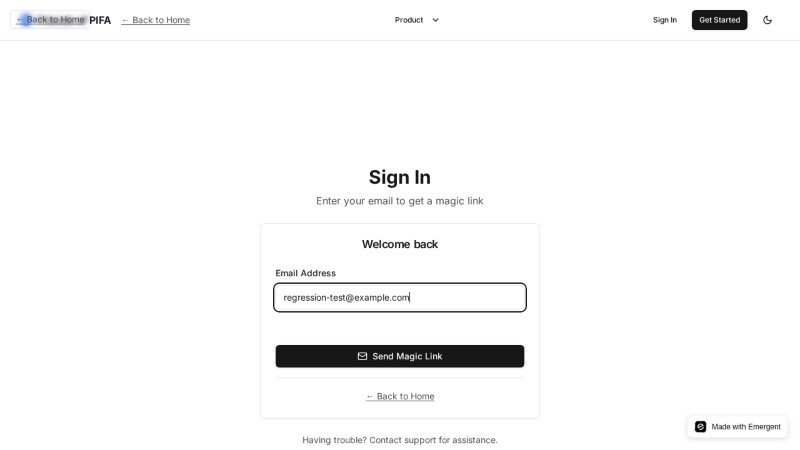 ← Back to Home PIFA ← Back to Home Product Sign In Get Started
Sign In
Enter your email to get a magic link
Welcome back
Email Address
regression-test@example.com
Send Magic Link
← Back to Home
Made with Emergent
Having trouble? Contact support for assistance.